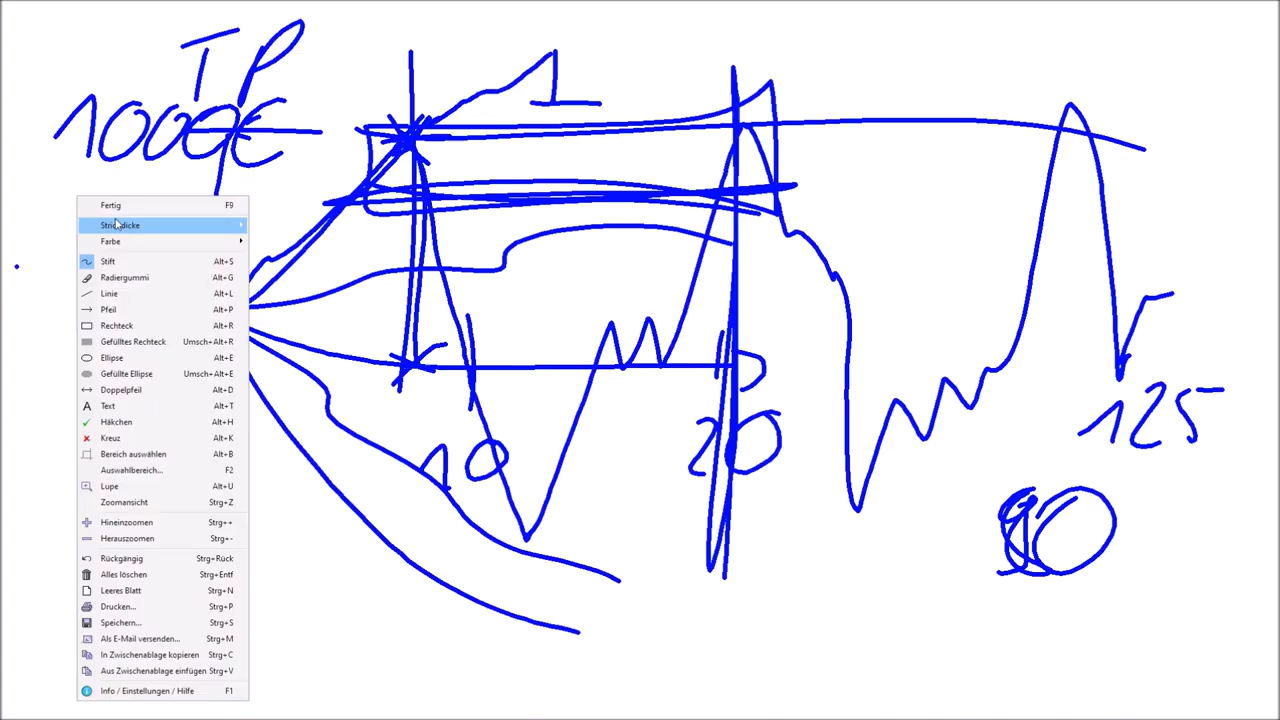 TP
1000€
1
10
20
125
Fertig F9
Strichdicke
Farbe
Stift Alt+S
Radiergummi Alt+G
Linie Alt+L
Pfeil Alt+P
Rechteck Alt+R
Gefülltes Rechteck Umsch+Alt+R
Ellipse Alt+E
Gefüllte Ellipse Umsch+Alt+E
Doppelpfeil Alt+D
Text Alt+T
Häkchen Alt+H
Kreuz Alt+K
Bereich auswählen Alt+B
Auswahlbereich... F2
Lupe Alt+U
Zoomansicht Strg+Z
Hineinzoomen Strg++
Herauszoomen Strg+-
Rückgängig Strg+Rück
Alles löschen Strg+Entf
Leeres Blatt Strg+N
Drucken... Strg+P
Speichern... Strg+S
Als E-Mail versenden... Strg+M
In Zwischenablage kopieren Strg+C
Aus Zwischenablage einfügen Strg+V
Info / Einstellungen / Hilfe F1